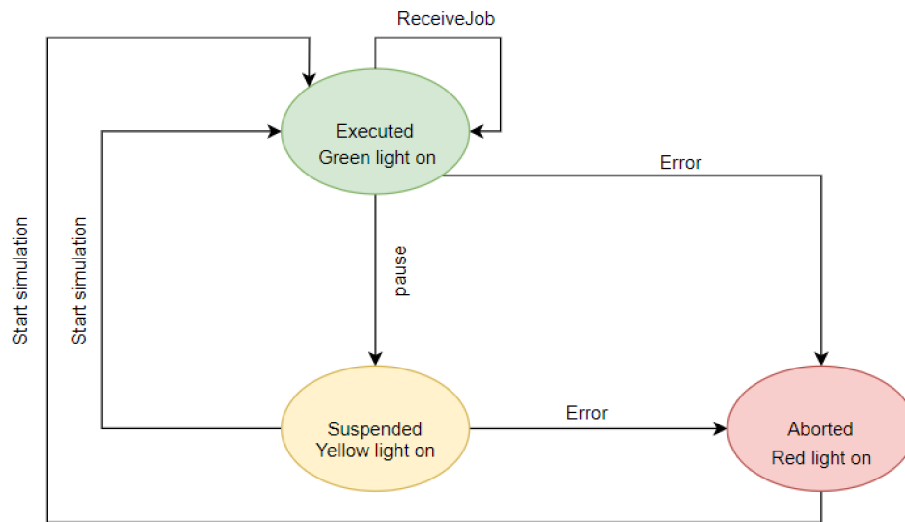 ReceiveJob
Executed
Green light on
Error
Start simulation
Start simulation
pause
Suspended
Yellow light on
Error
Aborted
Red light on